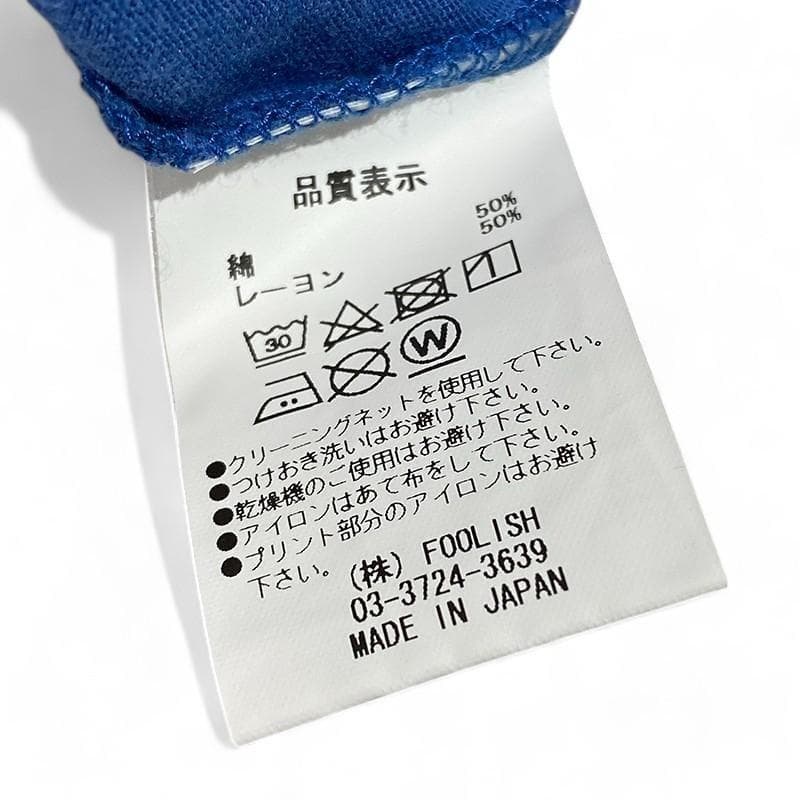 品質表示
綿 50%
レーヨン 50%
30
W
●クリーニングネットを使用して下さい。
●つけおき洗いはお避け下さい。
●乾燥機のご使用はお避け下さい。
●アイロンはあて布をして下さい。
●プリント部分のアイロンはお避け
下さい。
(株) FOOLISH
03-3724-3639
MADE IN JAPAN